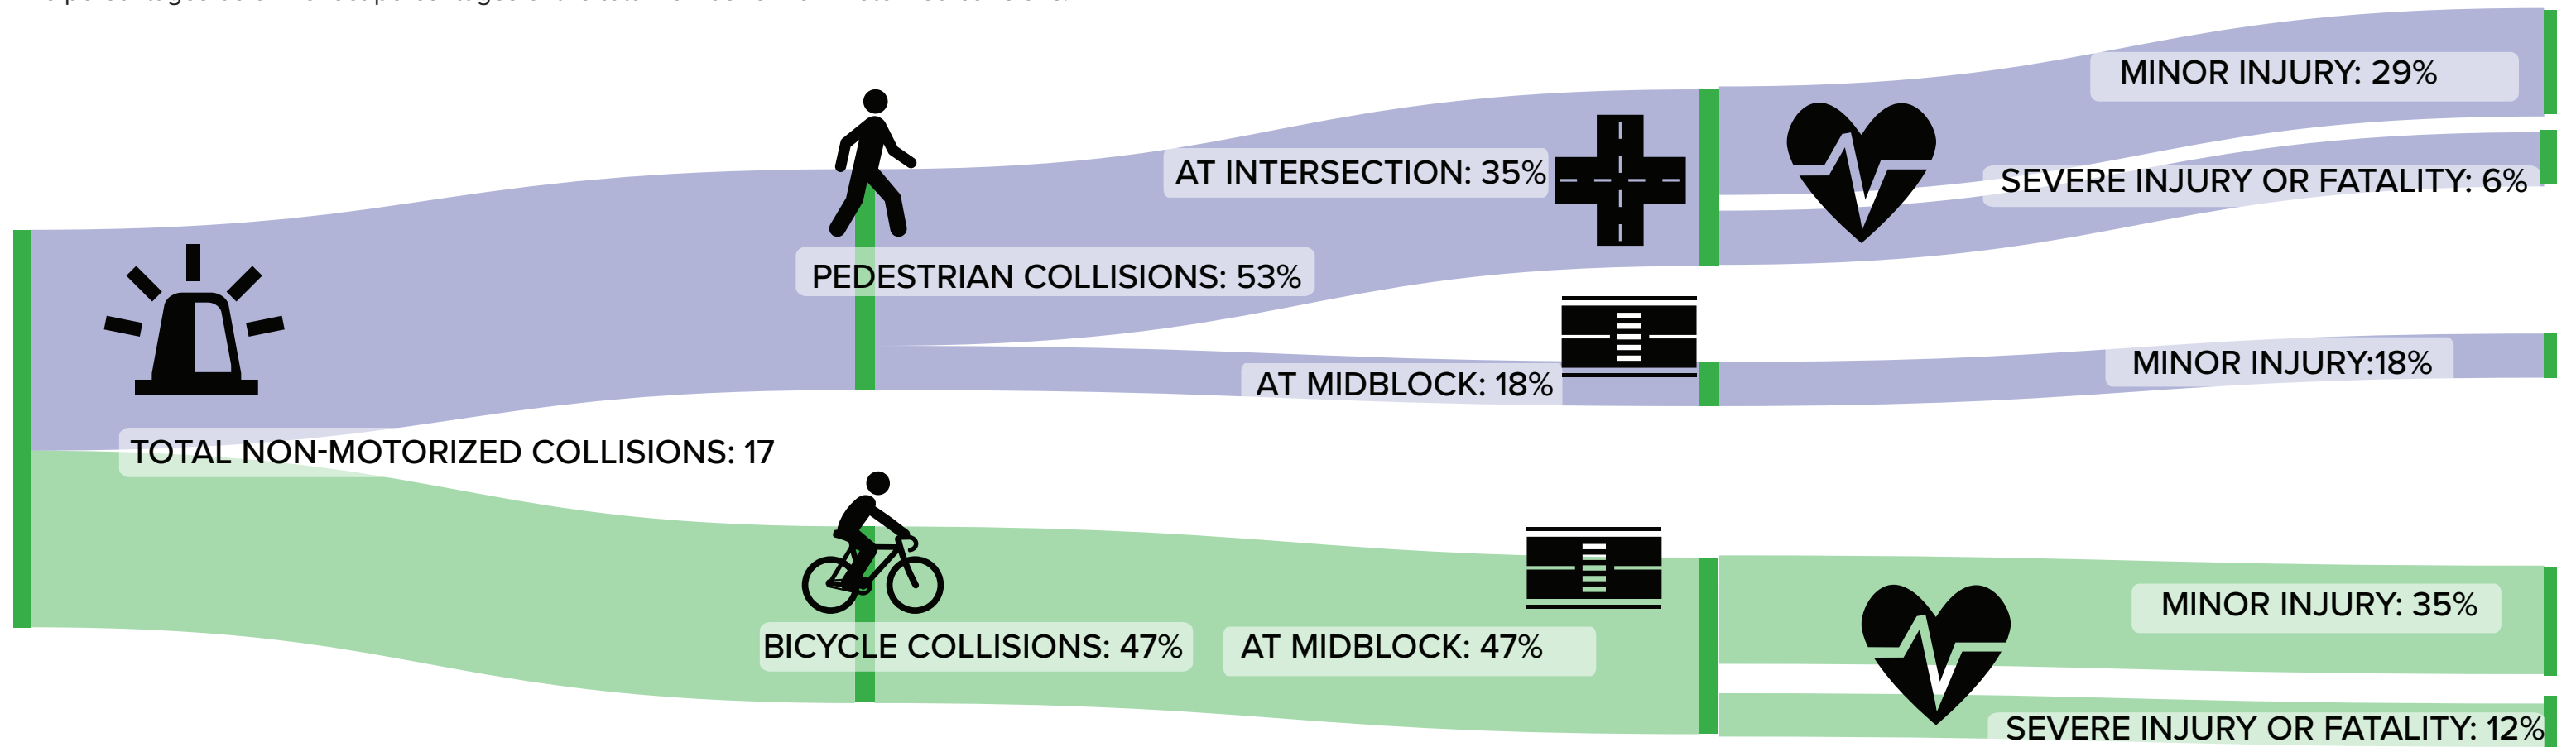 MINOR INJURY: 29%
AT INTERSECTION: 35%
SEVERE INJURY OR FATALITY: 6%
PEDESTRIAN COLLISIONS: 53%
MINOR INJURY:18%
AT MIDBLOCK: 18%
TOTAL NON-MOTORIZED COLLISIONS: 17
MINOR INJURY: 35%
BICYCLE COLLISIONS: 47%
AT MIDBLOCK: 47%
SEVERE INJURY OR FATALITY: 12%